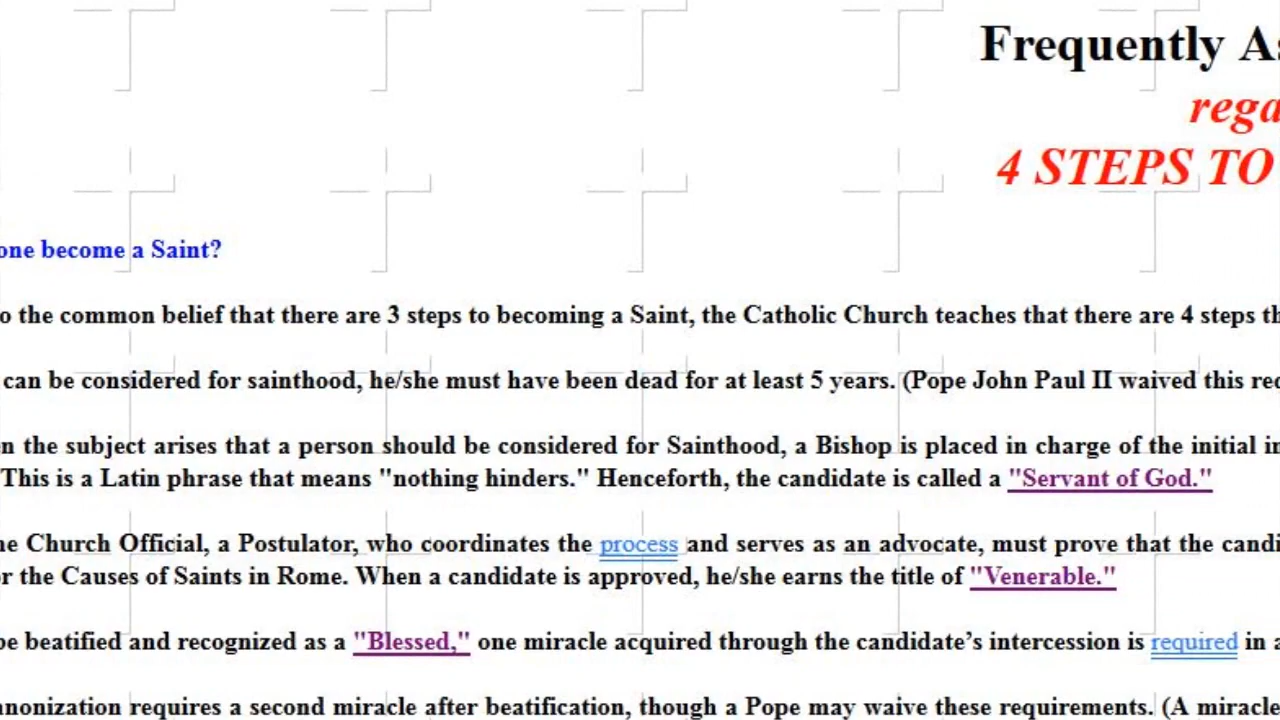 Frequently As
rega
4 STEPS TO
one become a Saint?
o the common belief that there are 3 steps to becoming a Saint, the Catholic Church teaches that there are 4 steps th
can be considered for sainthood, he/she must have been dead for at least 5 years. (Pope John Paul II waived this req
n the subject arises that a person should be considered for Sainthood, a Bishop is placed in charge of the initial in
This is a Latin phrase that means "nothing hinders." Henceforth, the candidate is called a "Servant of God."
he Church Official, a Postulator, who coordinates the process and serves as an advocate, must prove that the candi
or the Causes of Saints in Rome. When a candidate is approved, he/she earns the title of "Venerable."
be beatified and recognized as a "Blessed," one miracle acquired through the candidate’s intercession is required in a
anonization requires a second miracle after beatification, though a Pope may waive these requirements. (A miracle